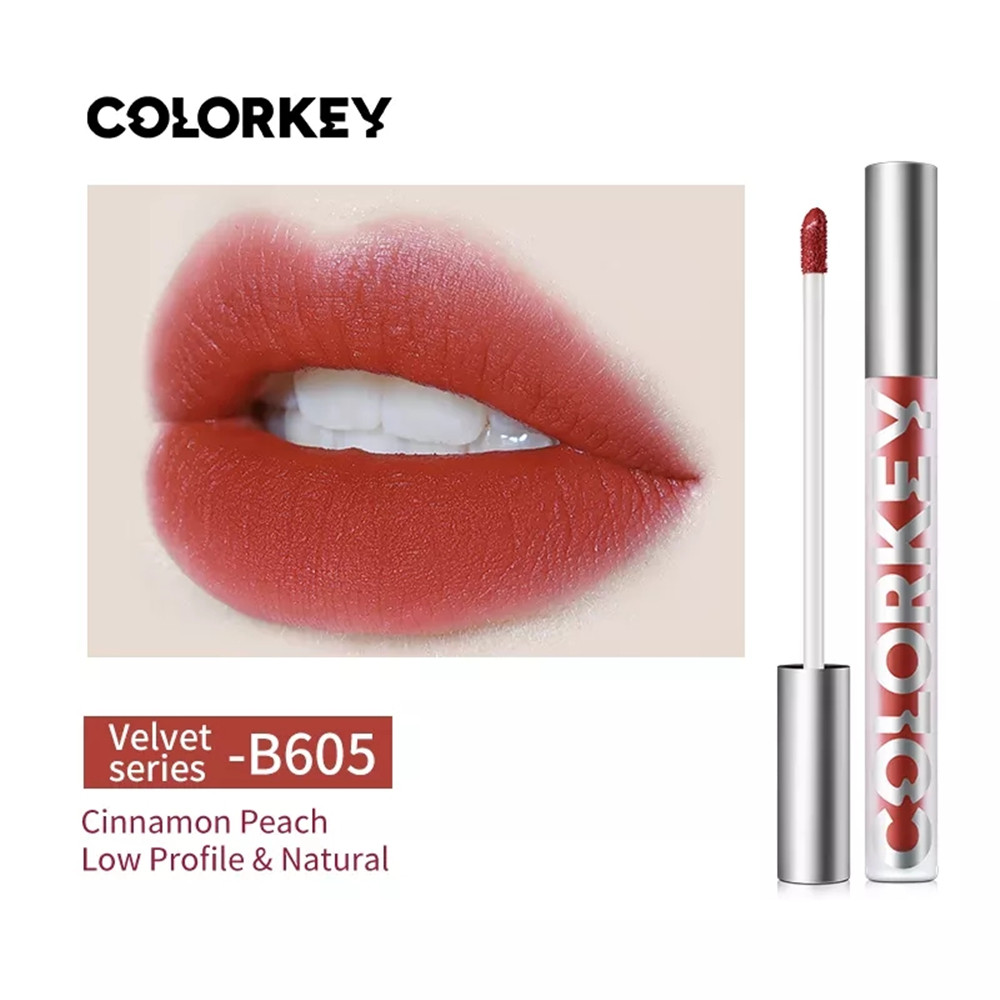 COLORKEY
Velvet
series -B605
Cinnamon Peach
Low Profile & Natural
COLORKEY